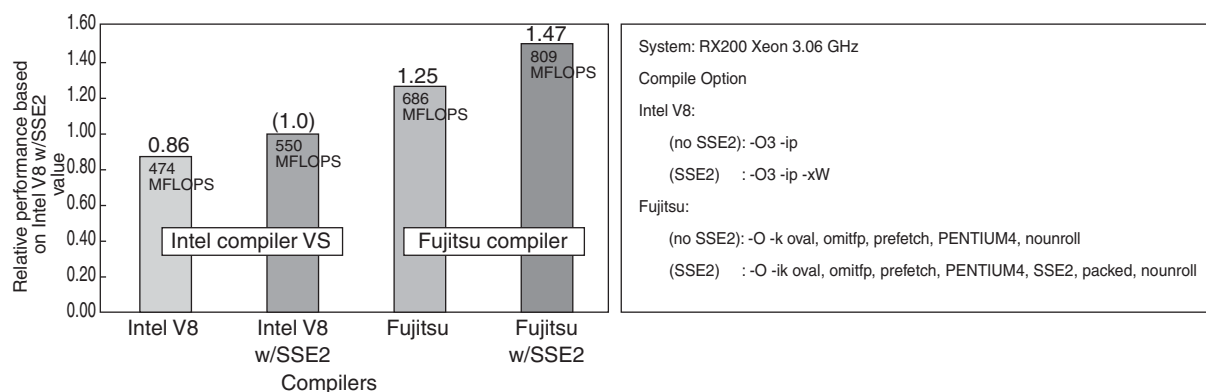 Relative performance based
on Intel V8 w/SSE2
value
1.60
1.40
1.20
1.00
0.80
0.60
0.40
0.20
0.00
0.86
474
MFLOPS
(1.0)
550
MFLOPS
1.25
686
MFLOPS
1.47
809
MFLOPS
Intel compiler VS
Fujitsu compiler
Intel V8
Intel V8
w/SSE2
Fujitsu
Fujitsu
w/SSE2
Compilers
System: RX200 Xeon 3.06 GHz
Compile Option
Intel V8:
(no SSE2): -O3 -ip
(SSE2) : -O3 -ip -xW
Fujitsu:
(no SSE2): -O -k oval, omitfp, prefetch, PENTIUM4, nounroll
(SSE2) : -O -ik oval, omitfp, prefetch, PENTIUM4, SSE2, packed, nounroll